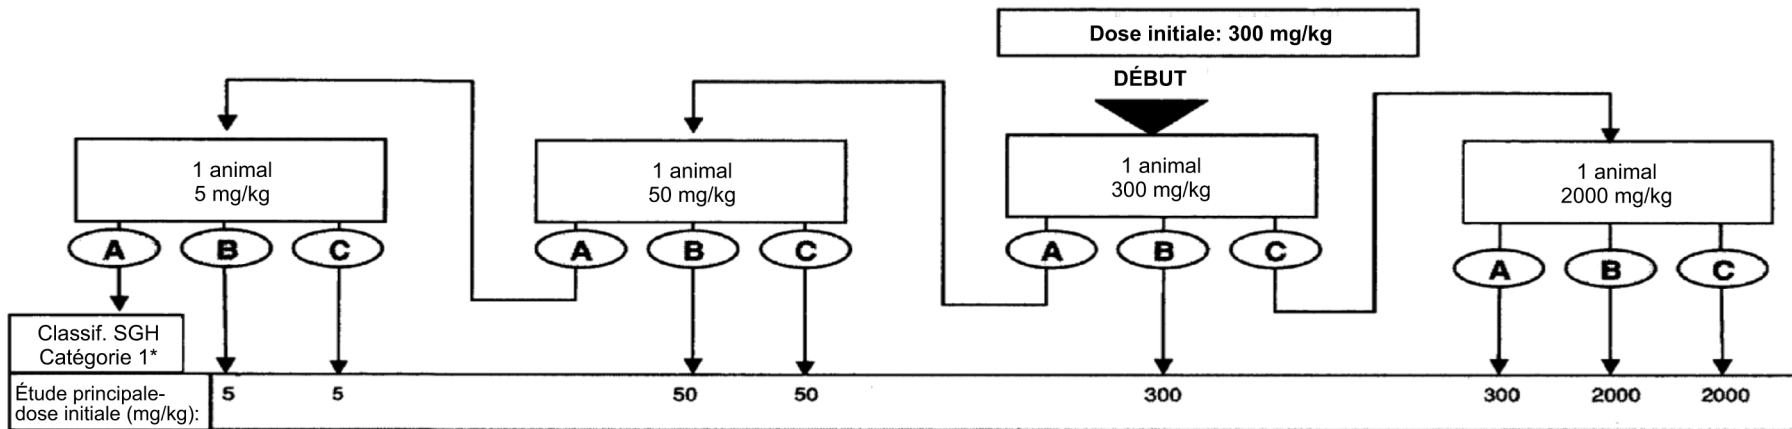 Dose initiale: 300 mg/kg
DÉBUT
1 animal
5 mg/kg
1 animal
50 mg/kg
1 animal
300 mg/kg
1 animal
2000 mg/kg
A B C A B C A B C A B C
Classif. SGH
Catégorie 1*
Étude principale-
dose initiale (mg/kg):
5 5 50 50 300 300 2000 2000